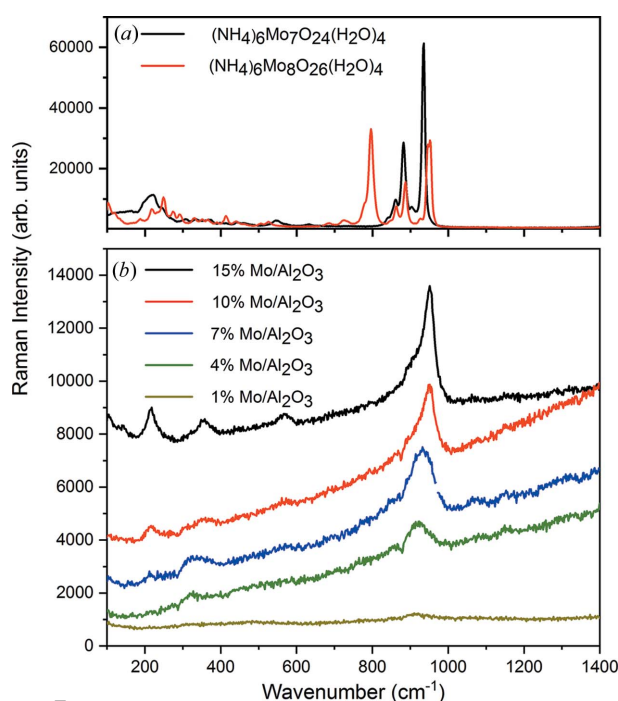 (a)
(NH4)6Mo7O24(H2O)4
(NH4)6Mo8O26(H2O)4
60000
40000
20000
Raman Intensity (arb. units)
(b)
15% Mo/Al2O3
10% Mo/Al2O3
7% Mo/Al2O3
4% Mo/Al2O3
1% Mo/Al2O3
14000
12000
10000
8000
6000
4000
2000
0
200 400 600 800 1000 1200 1400
Wavenumber (cm-1)